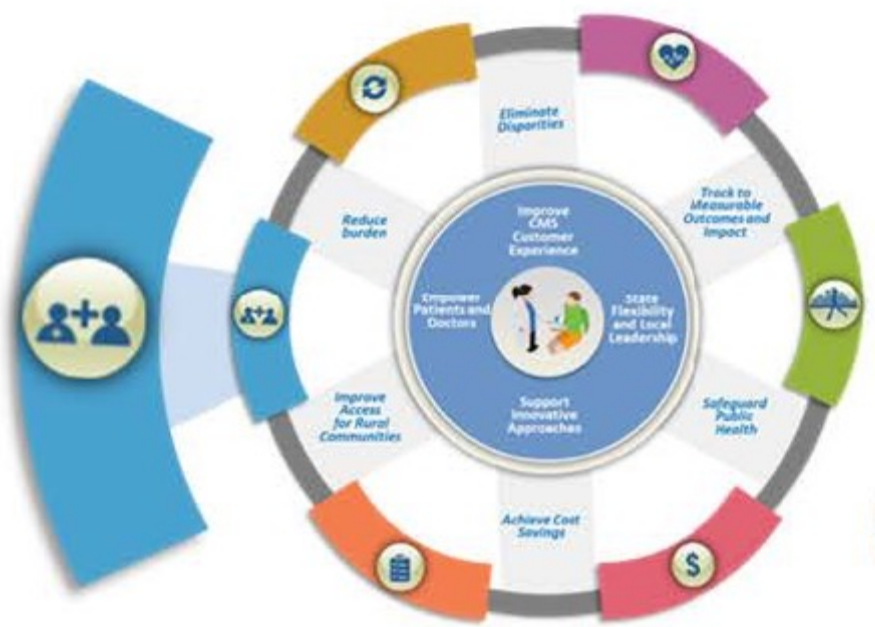 Eliminate
Disparities
Track to
Measurable
Outcomes and
Impact
Reduce
burden
Improve
CMS
Customer
Experience
Empower
Patients and
Doctors
State
Flexibility
and Local
Leadership
Support
Innovative
Approaches
Improve
Access
for Rural
Communities
Safeguard
Public
Health
Achieve Cost
Savings
$